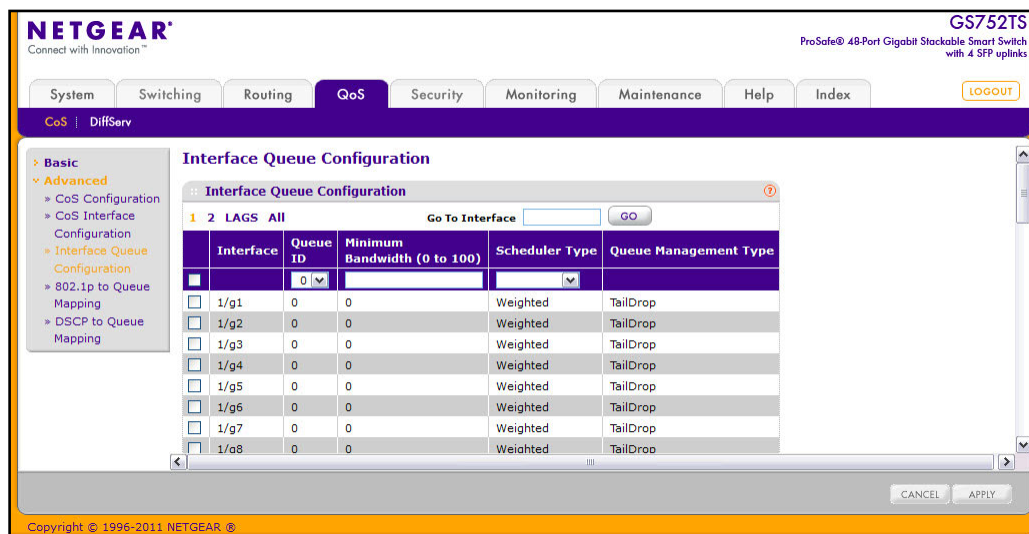 NETGEAR®
Connect with Innovation™
GS752TS
ProSafe® 48-Port Gigabit Stackable Smart Switch
with 4 SFP uplinks
System Switching Routing QoS Security Monitoring Maintenance Help Index LOGOUT
CoS | DiffServ
Basic
Advanced
» CoS Configuration
» CoS Interface
Configuration
» Interface Queue
Configuration
» 802.1p to Queue
Mapping
» DSCP to Queue
Mapping
Interface Queue Configuration
Interface Queue Configuration ?
1 2 LAGS All Go To Interface GO
Interface Queue ID Minimum Bandwidth (0 to 100) Scheduler Type Queue Management Type
0
1/g1 0 0 Weighted TailDrop
1/g2 0 0 Weighted TailDrop
1/g3 0 0 Weighted TailDrop
1/g4 0 0 Weighted TailDrop
1/g5 0 0 Weighted TailDrop
1/g6 0 0 Weighted TailDrop
1/g7 0 0 Weighted TailDrop
1/g8 0 0 Weighted TailDrop
CANCEL APPLY
Copyright © 1996-2011 NETGEAR ®